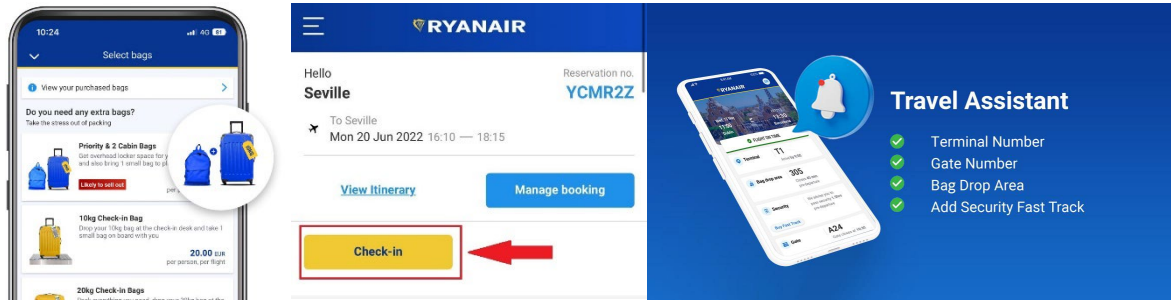 10:24
4G 61
Select bags
View your purchased bags
Do you need any extra bags?
Take the stress out of packing
Priority & 2 Cabin Bags
Get overhead locker space for
and also bring 1 small bag to
Likely to sell out
per
10kg Check-in Bag
Drop your 10kg bag at the check-in desk and take 1
small bag on board with you
20.00 EUR
per person, per flight
20kg Check-in Bags
RYANAIR
Hello
Reservation no.
Seville
YCMR2Z
To Seville
Mon 20 Jun 2022 16:10 — 18:15
View Itinerary
Manage booking
Check-in
RYANAIR
FLIGHT ON TIME
Terminal
T1
Bag drop area
305
Security
Buy Fast Track
Gate
A24
Travel Assistant
Terminal Number
Gate Number
Bag Drop Area
Add Security Fast Track